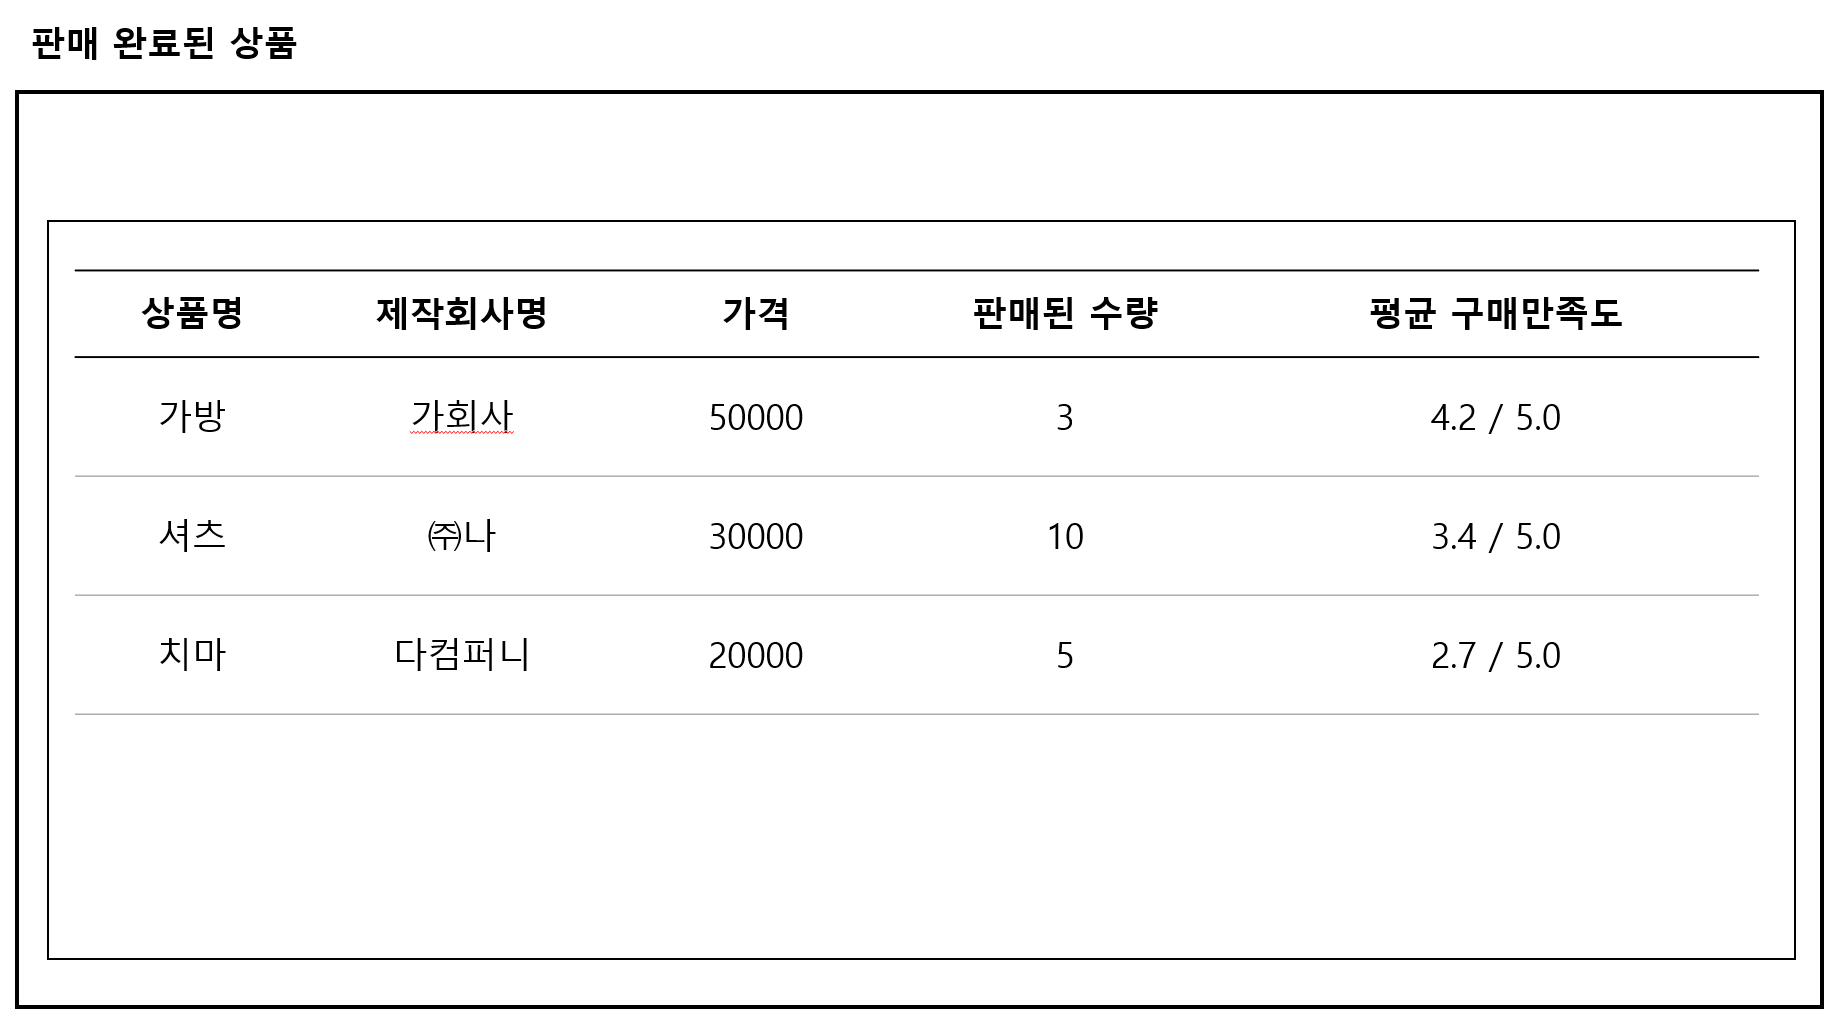 판매 완료된 상품
상품명 제작회사명 가격 판매된 수량 평균 구매만족도
가방 가회사 50000 3 4.2 / 5.0
셔츠 ㈜나 30000 10 3.4 / 5.0
치마 다컴퍼니 20000 5 2.7 / 5.0